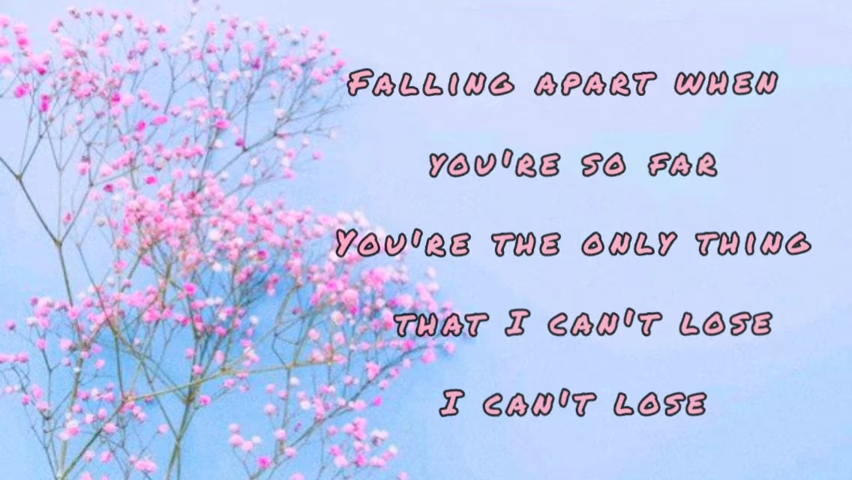 Falling apart when
you're so far
You're the only thing
that I can't lose
I can't lose